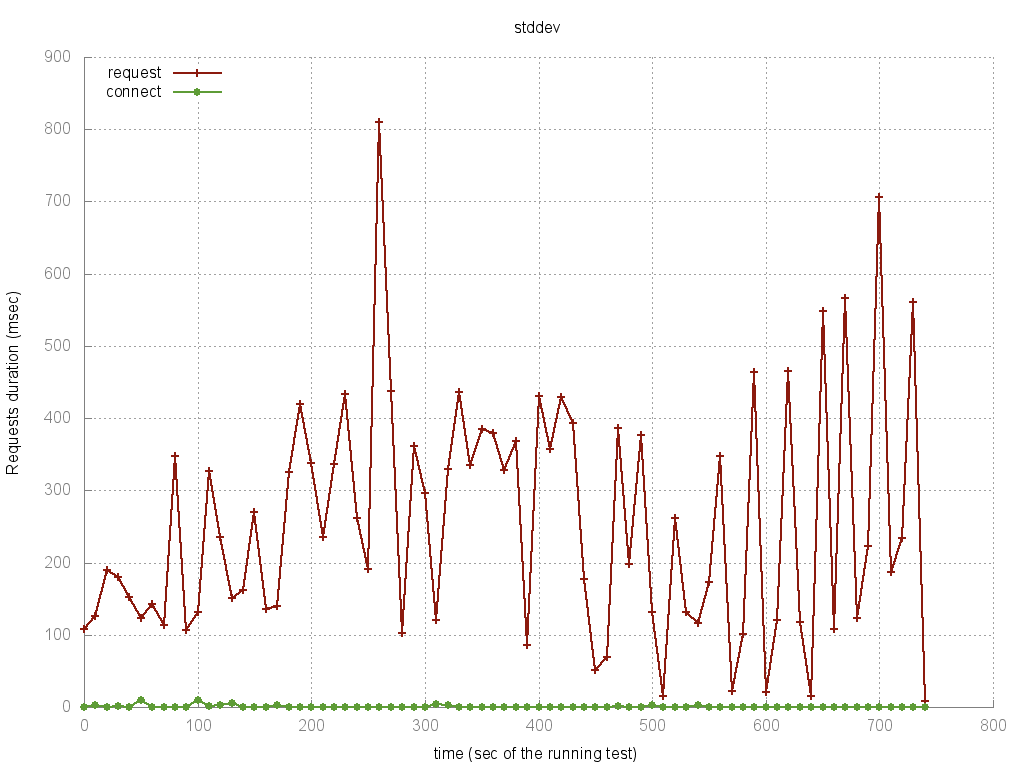 stddev
900
800
700
600
500
400
300
200
100
0
request
connect
Requests duration (msec)
0 100 200 300 400 500 600 700 800
time (sec of the running test)